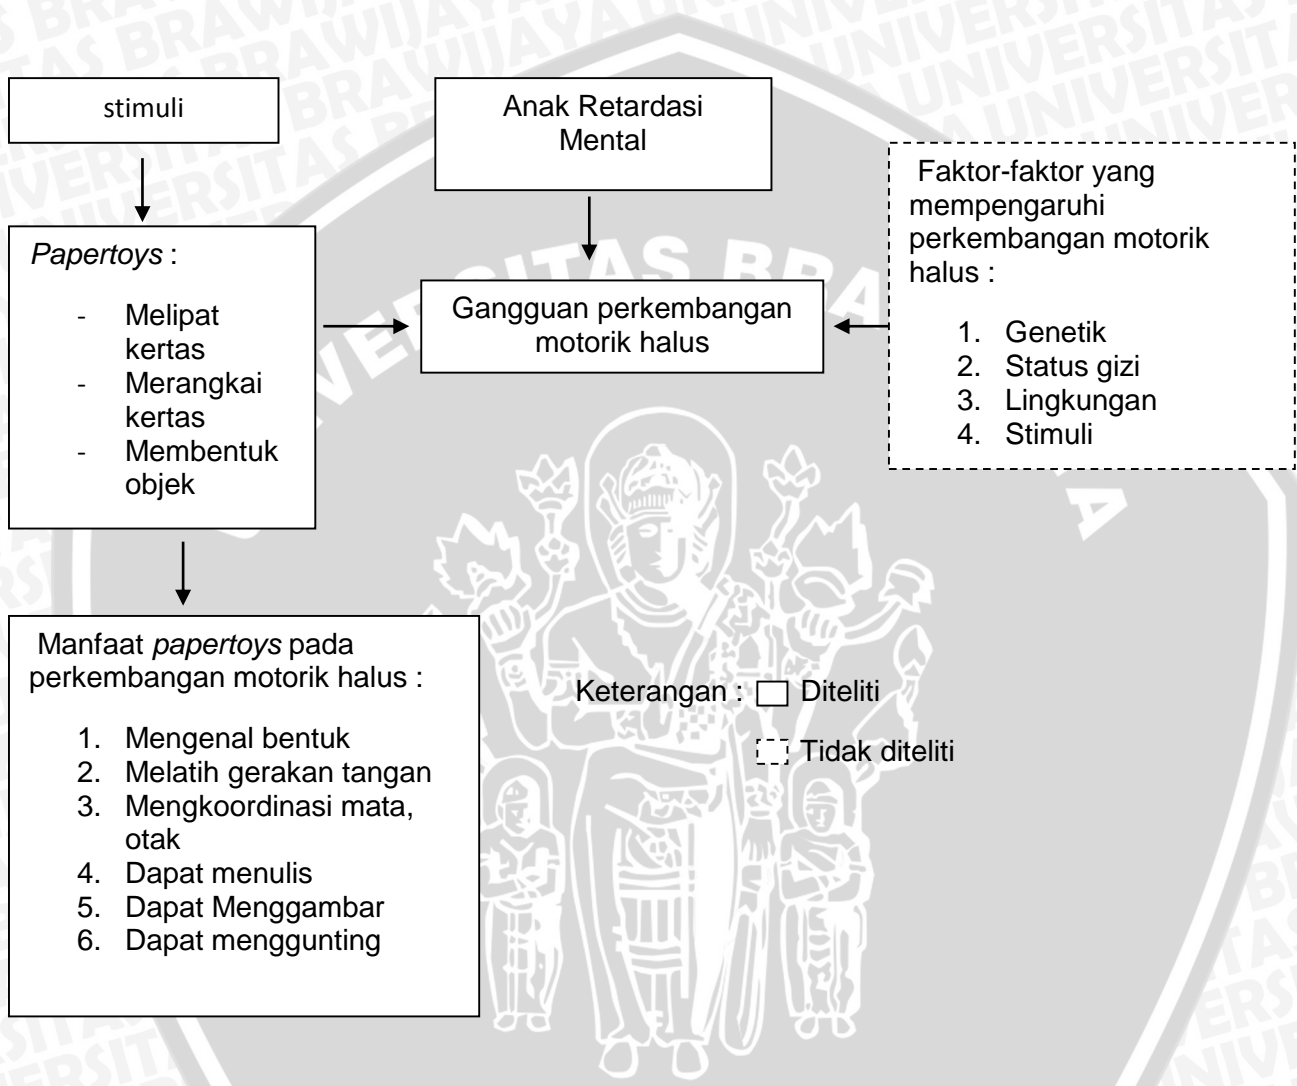 stimuli
Anak Retardasi
Mental
Faktor-faktor yang
mempengaruhi
perkembangan motorik
halus :
1. Genetik
2. Status gizi
3. Lingkungan
4. Stimuli
Papertoys :
- Melipat
kertas
- Merangkai
kertas
- Membentuk
objek
Gangguan perkembangan
motorik halus
Manfaat papertoys pada
perkembangan motorik halus :
1. Mengenal bentuk
2. Melatih gerakan tangan
3. Mengkoordinasi mata,
otak
4. Dapat menulis
5. Dapat Menggambar
6. Dapat menggunting
Keterangan : Diteliti
Tidak diteliti